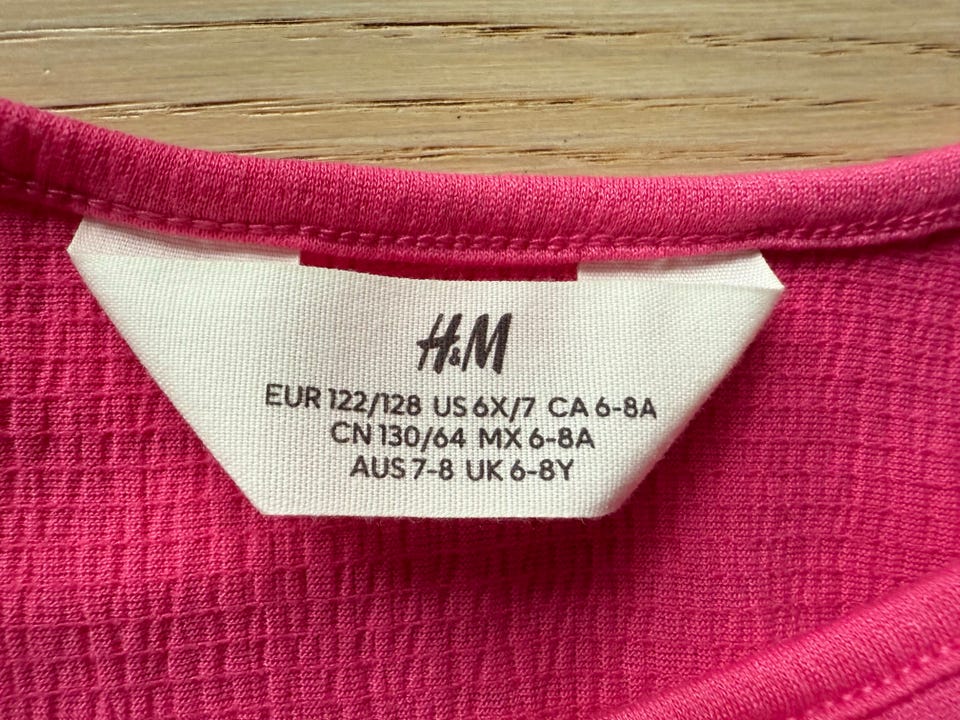 H&M
EUR 122/128 US 6X/7 CA 6-8A
CN 130/64 MX 6-8A
AUS 7-8 UK 6-8Y